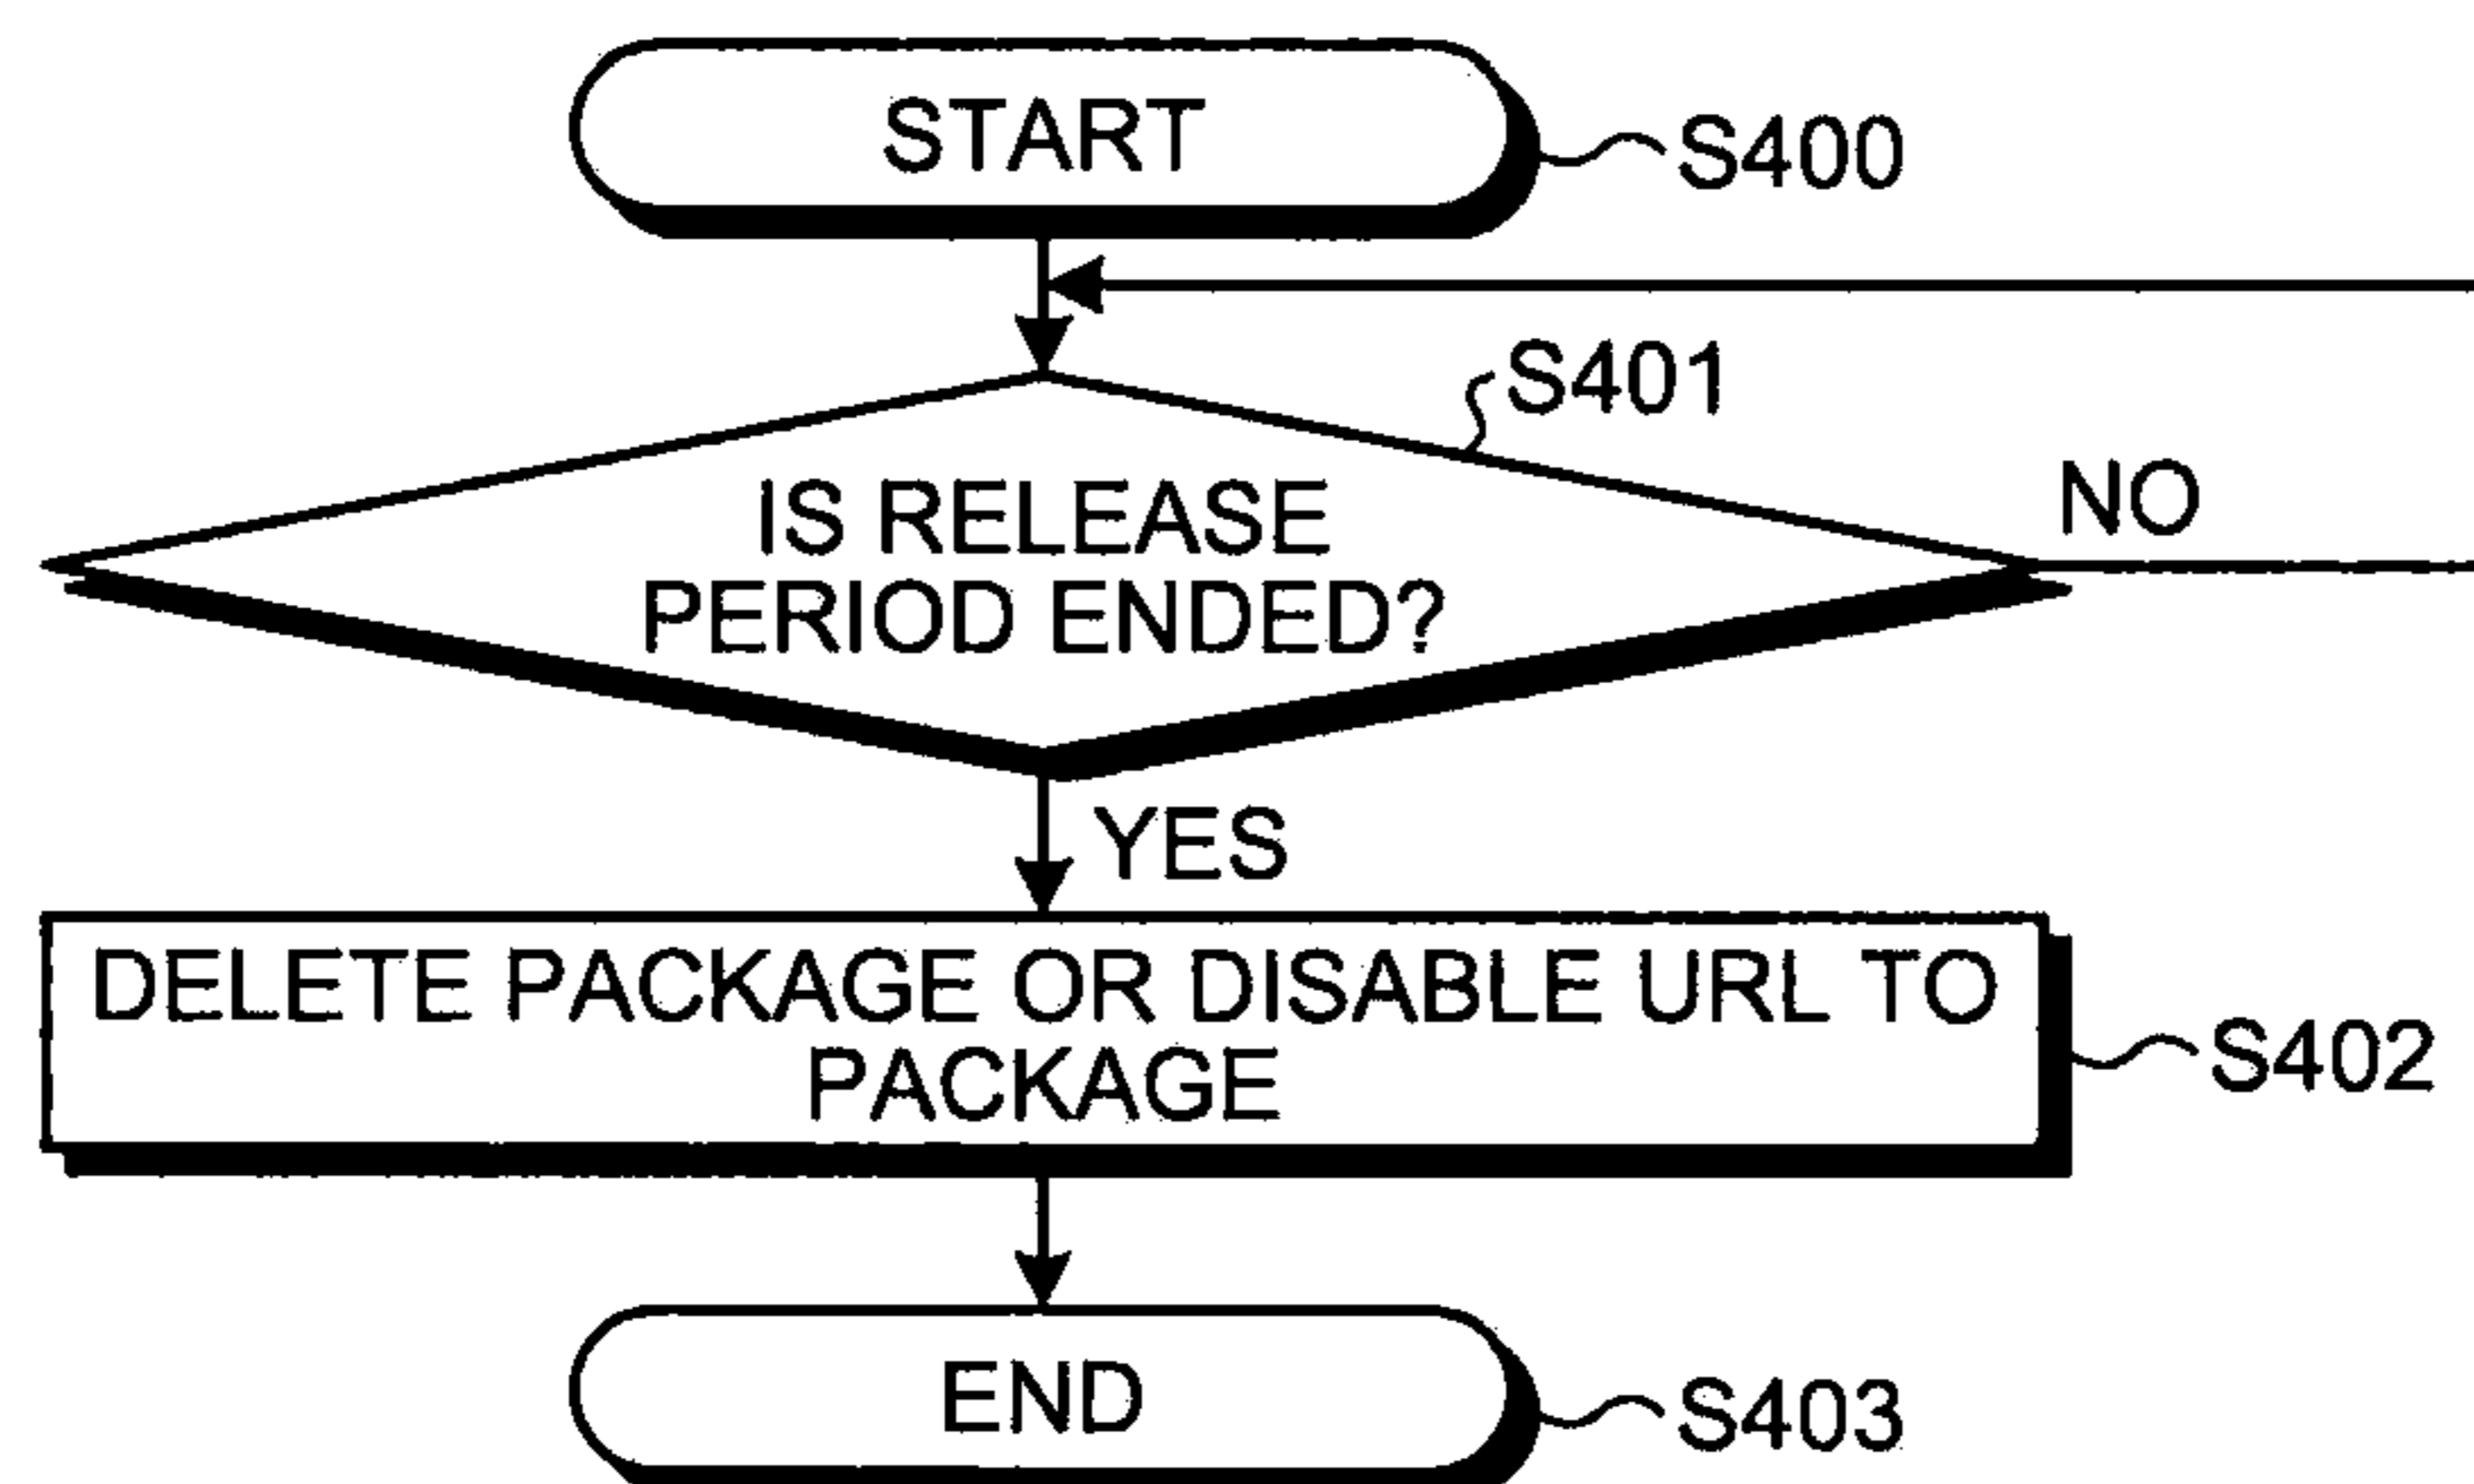 START
S400
S401
IS RELEASE
PERIOD ENDED?
NO
YES
DELETE PACKAGE OR DISABLE URL TO
PACKAGE
S402
END
S403